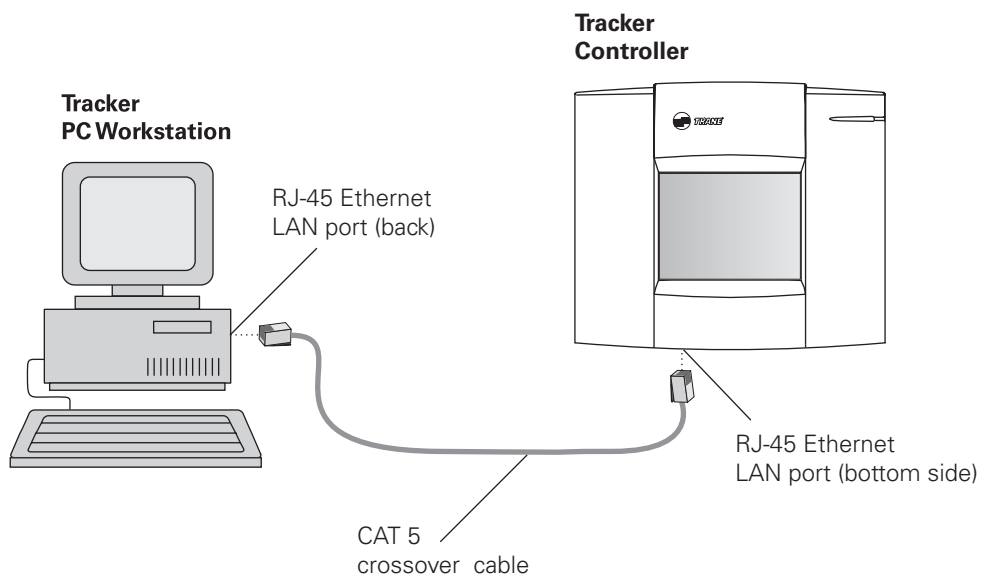 Tracker
Controller
TRANE
Tracker
PC Workstation
RJ-45 Ethernet
LAN port (back)
RJ-45 Ethernet
LAN port (bottom side)
CAT 5
crossover cable